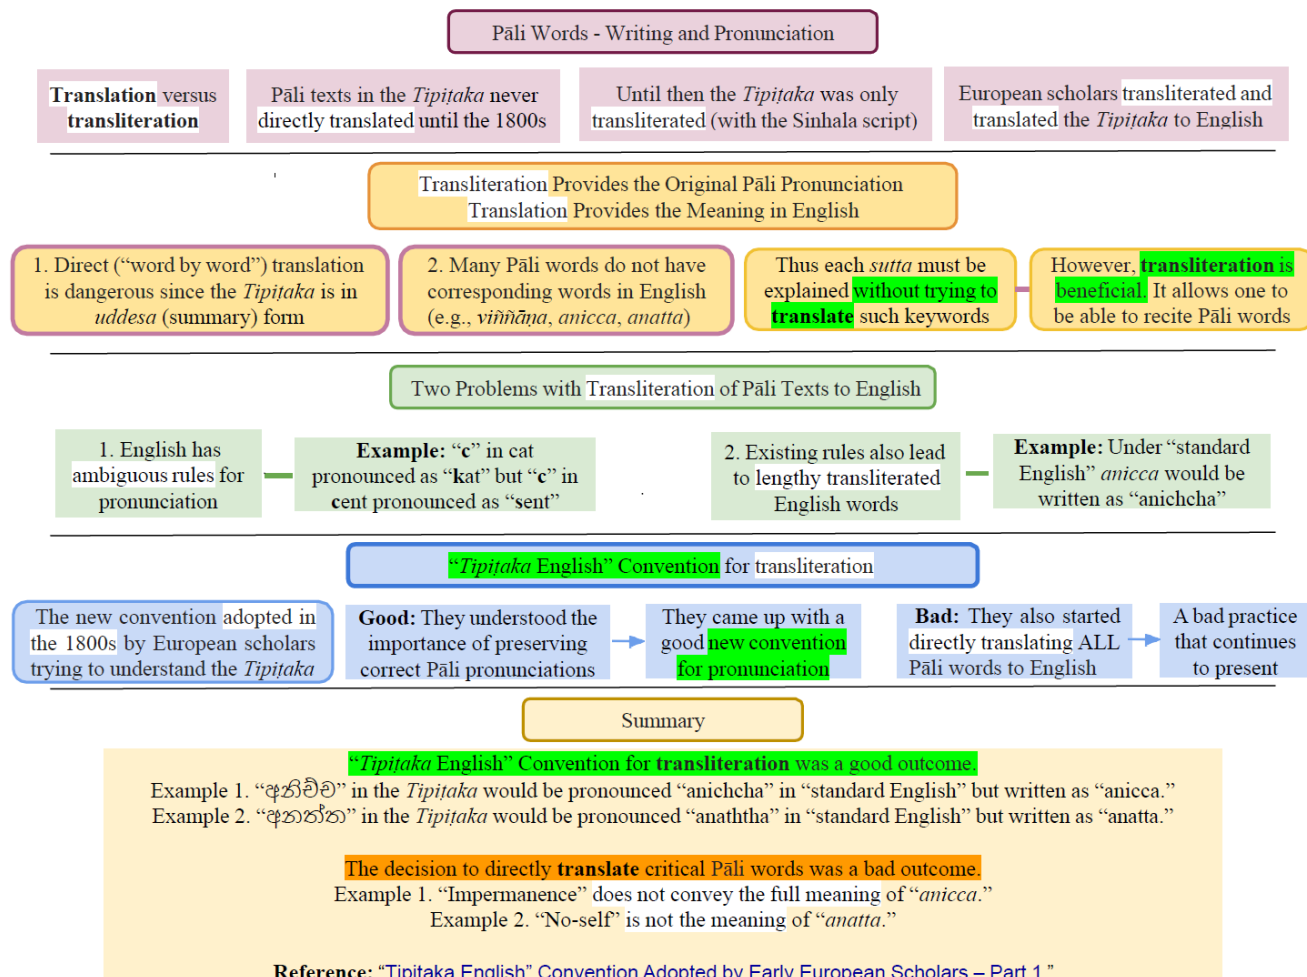 Pāli Words - Writing and Pronunciation
Translation versus
transliteration
Pāli texts in the Tipiṭaka never
directly translated until the 1800s
Until then the Tipiṭaka was only
transliterated (with the Sinhala script)
European scholars transliterated and
translated the Tipiṭaka to English
Transliteration Provides the Original Pāli Pronunciation
Translation Provides the Meaning in English
1. Direct (“word by word”) translation
is dangerous since the Tipiṭaka is in
uddesa (summary) form
2. Many Pāli words do not have
corresponding words in English
(e.g., viññāṇa, anicca, anatta)
Thus each sutta must be
explained without trying to
translate such keywords
However, transliteration is
beneficial. It allows one to
be able to recite Pāli words
Two Problems with Transliteration of Pāli Texts to English
1. English has
ambiguous rules for
pronunciation
Example: “c” in cat
pronounced as “kat” but “c” in
cent pronounced as “sent”
2. Existing rules also lead
to lengthy transliterated
English words
Example: Under “standard
English” anicca would be
written as “anichcha”
“Tipiṭaka English” Convention for transliteration
The new convention adopted in
the 1800s by European scholars
trying to understand the Tipiṭaka
Good: They understood the
importance of preserving
correct Pāli pronunciations
They came up with a
good new convention
for pronunciation
Bad: They also started
directly translating ALL
Pāli words to English
A bad practice
that continues
to present
Summary
“Tipiṭaka English” Convention for transliteration was a good outcome.
Example 1. “අනිච්ච” in the Tipiṭaka would be pronounced “anichcha” in “standard English” but written as “anicca.”
Example 2. “අනත්ත” in the Tipiṭaka would be pronounced “anaththa” in “standard English” but written as “anatta.”
The decision to directly translate critical Pāli words was a bad outcome.
Example 1. “Impermanence” does not convey the full meaning of “anicca.”
Example 2. “No-self” is not the meaning of “anatta.”
Reference: “Tipitaka English” Convention Adopted by Early European Scholars – Part 1.”